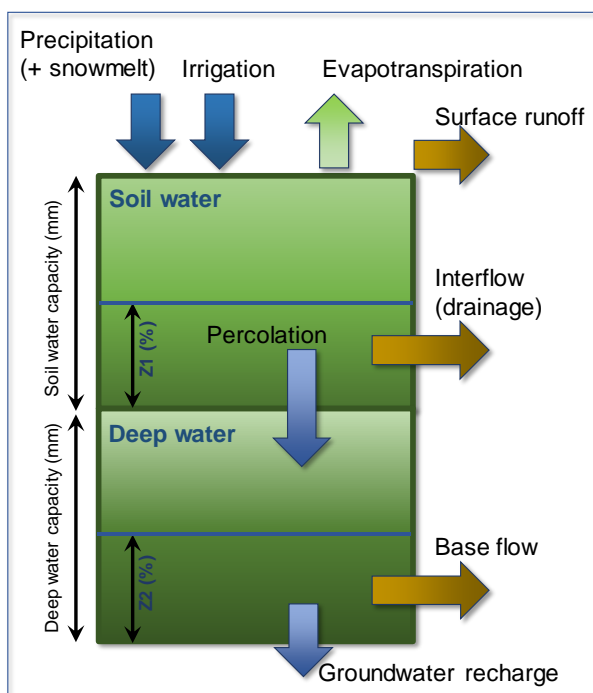 Precipitation
(+ snowmelt)
Irrigation
Evapotranspiration
Surface runoff
Soil water
Soil water capacity (mm)
Interflow
(drainage)
Z1 (%)
Percolation
Deep water
Deep water capacity (mm)
Z2 (%)
Base flow
Groundwater recharge